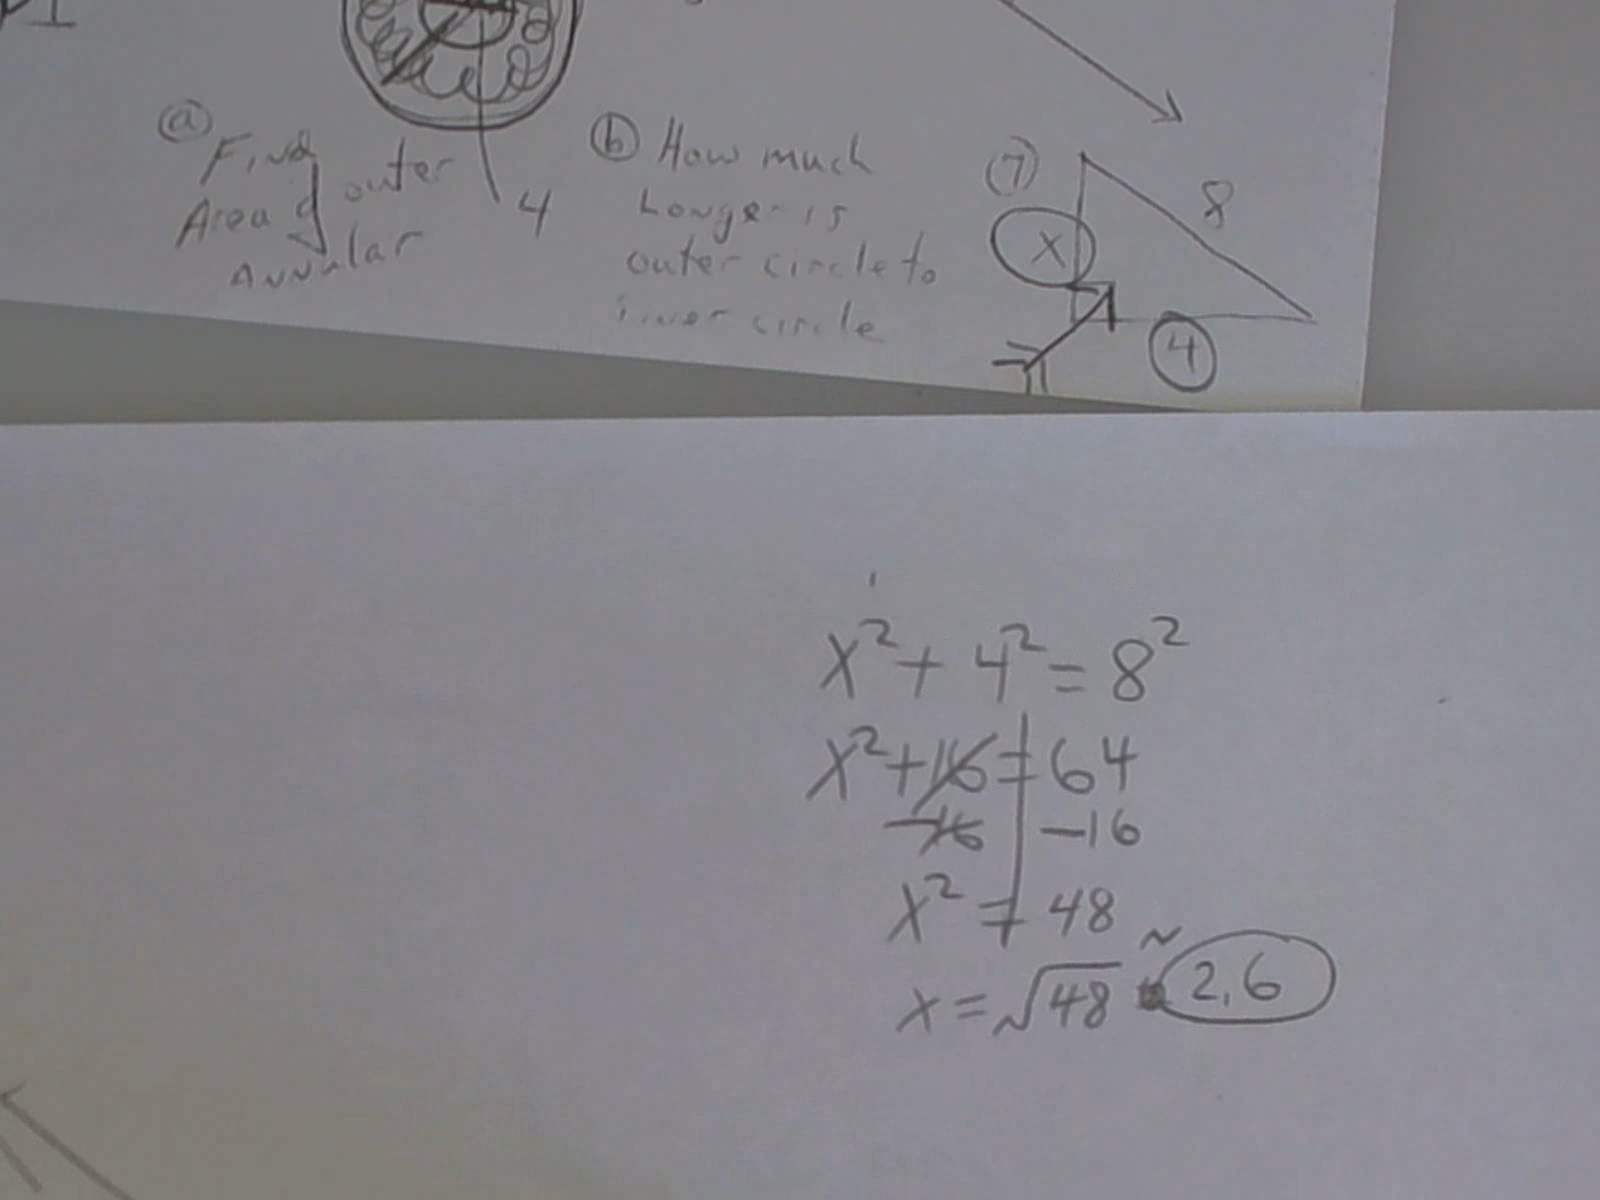 4
ⓐ
Find
Area of outer
Annular
ⓑ How much
Longer is
outer circle to
inner circle
⑦
8
X
4
x² + 4² = 8²
x² + 16 = 64
-16 -16
x² = 48
x = √48 ~ 2.6